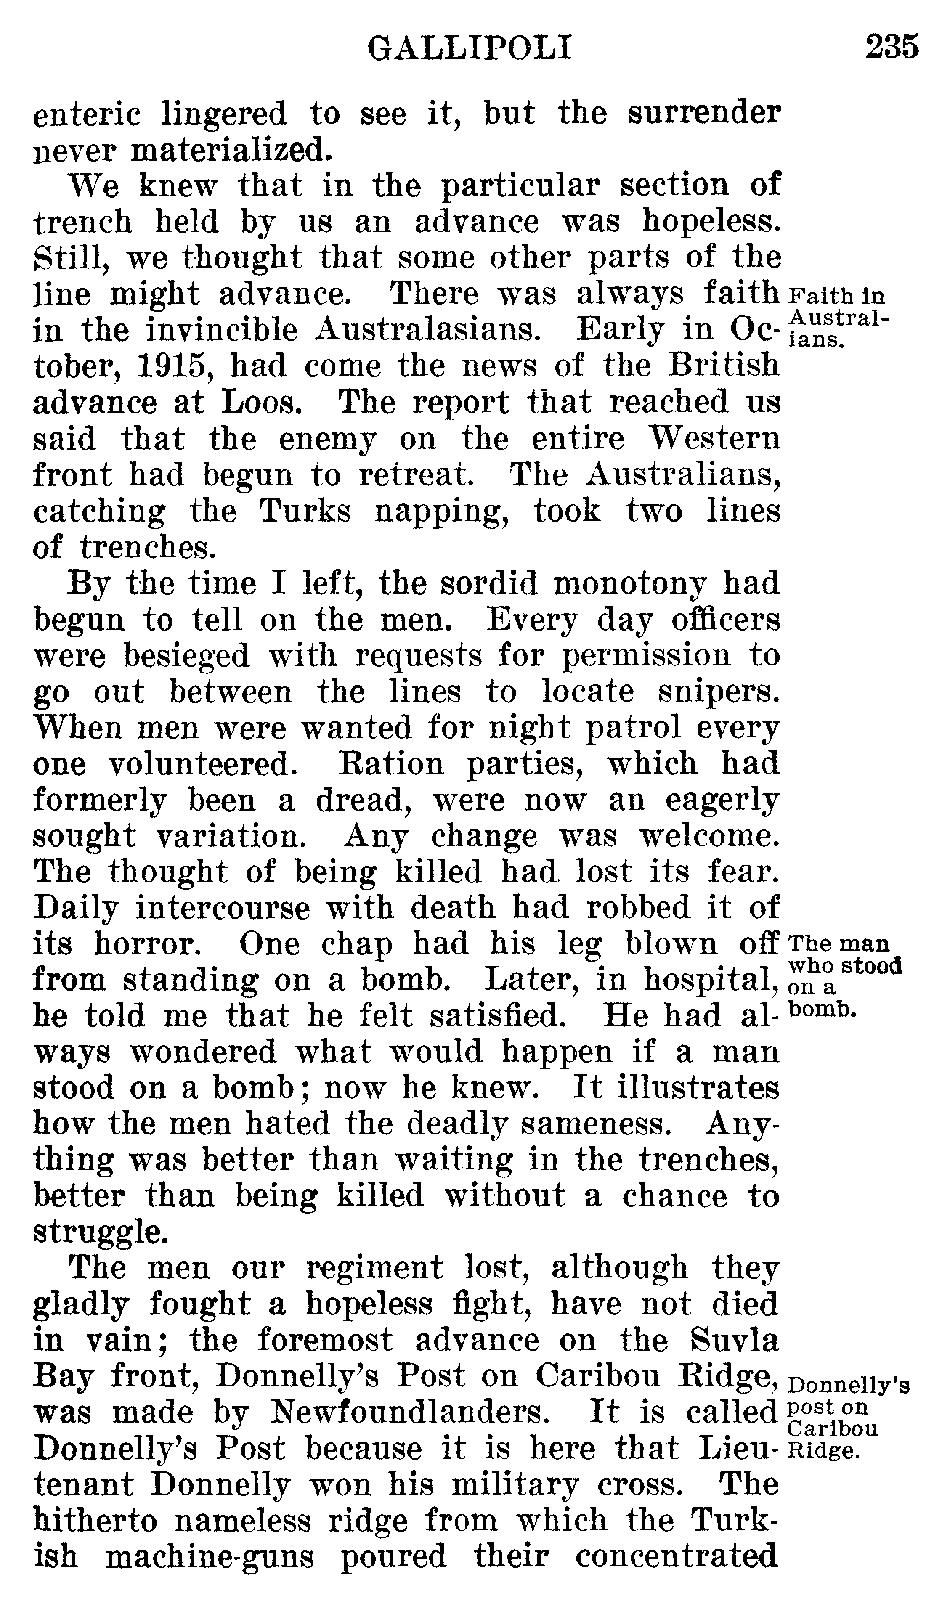 GALLIPOLI 235
enteric lingered to see it, but the surrender
never materialized.
We knew that in the particular section of
trench held by us an advance was hopeless.
Still, we thought that some other parts of the
line might advance. There was always faith
Faith in
in the invincible Australasians. Early in Oc-
Austral-
ians.
tober, 1915, had come the news of the British
advance at Loos. The report that reached us
said that the enemy on the entire Western
front had begun to retreat. The Australians,
catching the Turks napping, took two lines
of trenches.
By the time I left, the sordid monotony had
begun to tell on the men. Every day officers
were besieged with requests for permission to
go out between the lines to locate snipers.
When men were wanted for night patrol every
one volunteered. Ration parties, which had
formerly been a dread, were now an eagerly
sought variation. Any change was welcome.
The thought of being killed had lost its fear.
Daily intercourse with death had robbed it of
its horror. One chap had his leg blown off
The man
from standing on a bomb. Later, in hospital,
who stood
on a
he told me that he felt satisfied. He had al-
bomb.
ways wondered what would happen if a man
stood on a bomb; now he knew. It illustrates
how the men hated the deadly sameness. Any-
thing was better than waiting in the trenches,
better than being killed without a chance to
struggle.
The men our regiment lost, although they
gladly fought a hopeless fight, have not died
in vain; the foremost advance on the Suvla
Bay front, Donnelly's Post on Caribou Ridge,
Donnelly's
was made by Newfoundlanders. It is called
post on
Caribou
Donnelly's Post because it is here that Lieu-
Ridge.
tenant Donnelly won his military cross. The
hitherto nameless ridge from which the Turk-
ish machine-guns poured their concentrated